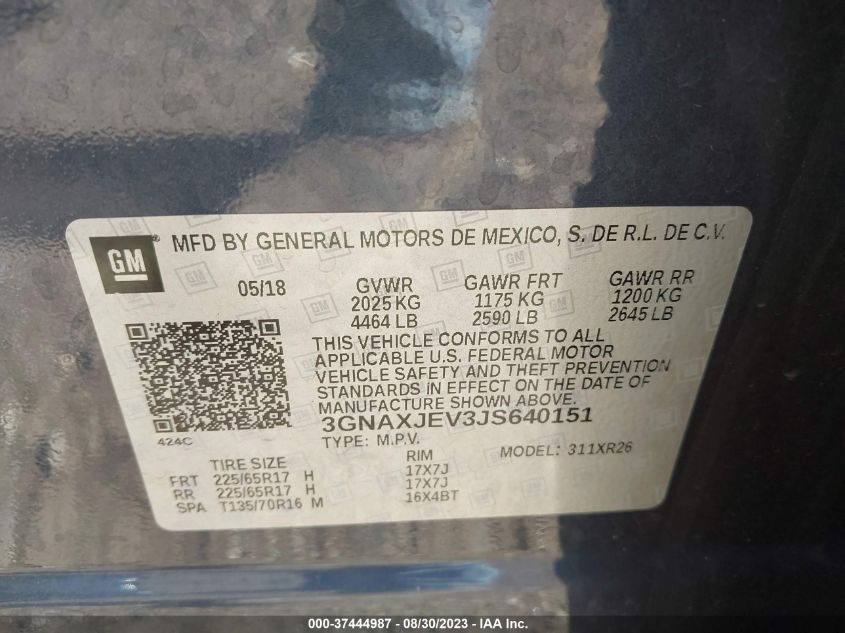 GM® MFD BY GENERAL MOTORS DE MEXICO, S. DE R.L. DE C.V.
05/18 GVWR GAWR FRT GAWR RR
2025 KG 1175 KG 1200 KG
4464 LB 2590 LB 2645 LB
THIS VEHICLE CONFORMS TO ALL
APPLICABLE U.S. FEDERAL MOTOR
VEHICLE SAFETY AND THEFT PREVENTION
STANDARDS IN EFFECT ON THE DATE OF
MANUFACTURE SHOWN ABOVE.
3GNAXJEV3JS640151
424C
TYPE: M.P.V. MODEL: 311XR26
TIRE SIZE RIM
FRT 225/65R17 H 17X7J
RR 225/65R17 H 17X7J
SPA T135/70R16 M 16X4BT
000-37444987 - 08/30/2023 - Copyright © IAA, Inc.